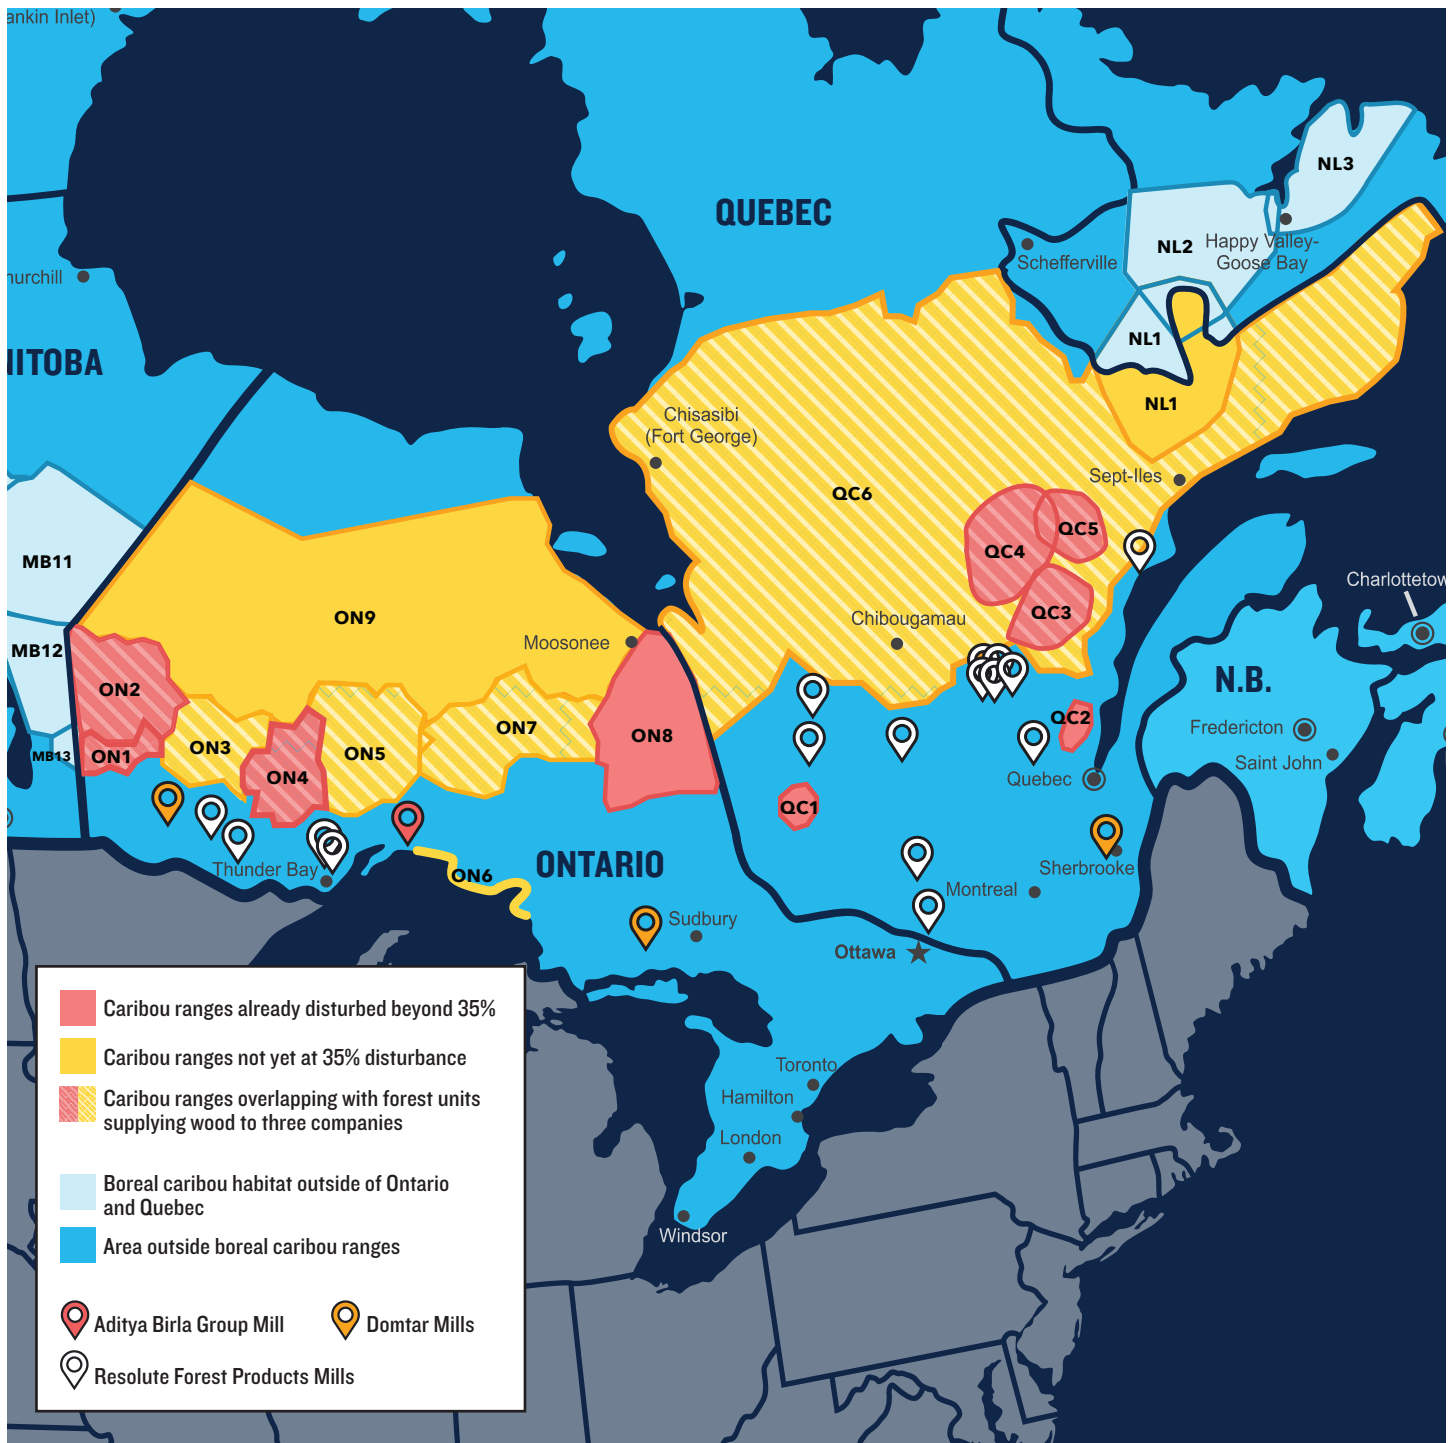 ankin Inlet)
QUEBEC
NL3
NL2
Happy Valley-
Goose Bay
Schefferville
hurchill
NITOBA
NL1
NL1
Chisasibi
(Fort George)
Sept-Iles
QC6
QC5
QC4
QC3
MB11
Charlottetow
ON9
Chibougamau
Moosonee
MB12
N.B.
ON2
QC2
ON7
ON8
Fredericton
Saint John
ON3
ON5
ON1
MB13
ON4
Quebec
QC1
ONTARIO
Thunder Bay
ON6
Sherbrooke
Montreal
Sudbury
Ottawa
Toronto
Hamilton
London
Windsor
Caribou ranges already disturbed beyond 35%
Caribou ranges not yet at 35% disturbance
Caribou ranges overlapping with forest units
supplying wood to three companies
Boreal caribou habitat outside of Ontario
and Quebec
Area outside boreal caribou ranges
Aditya Birla Group Mill
Domtar Mills
Resolute Forest Products Mills